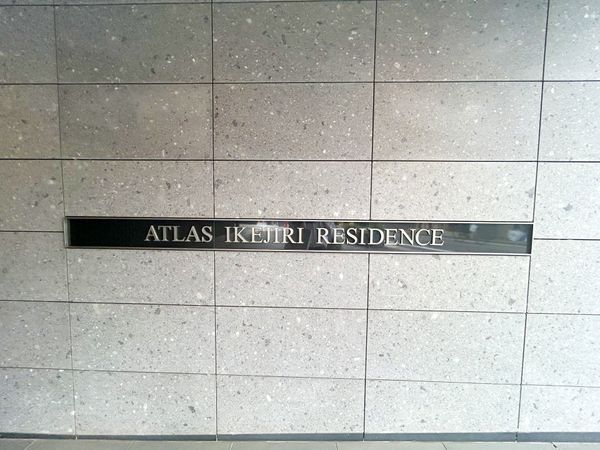 ATLAS IKEJIRI RESIDENCE